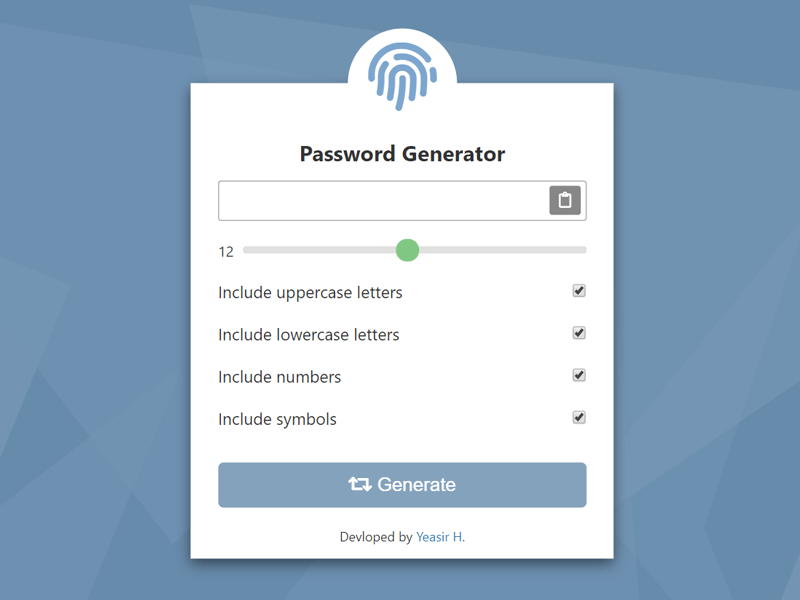 Password Generator
12
Include uppercase letters
Include lowercase letters
Include numbers
Include symbols
Generate
Devloped by Yeasir H.